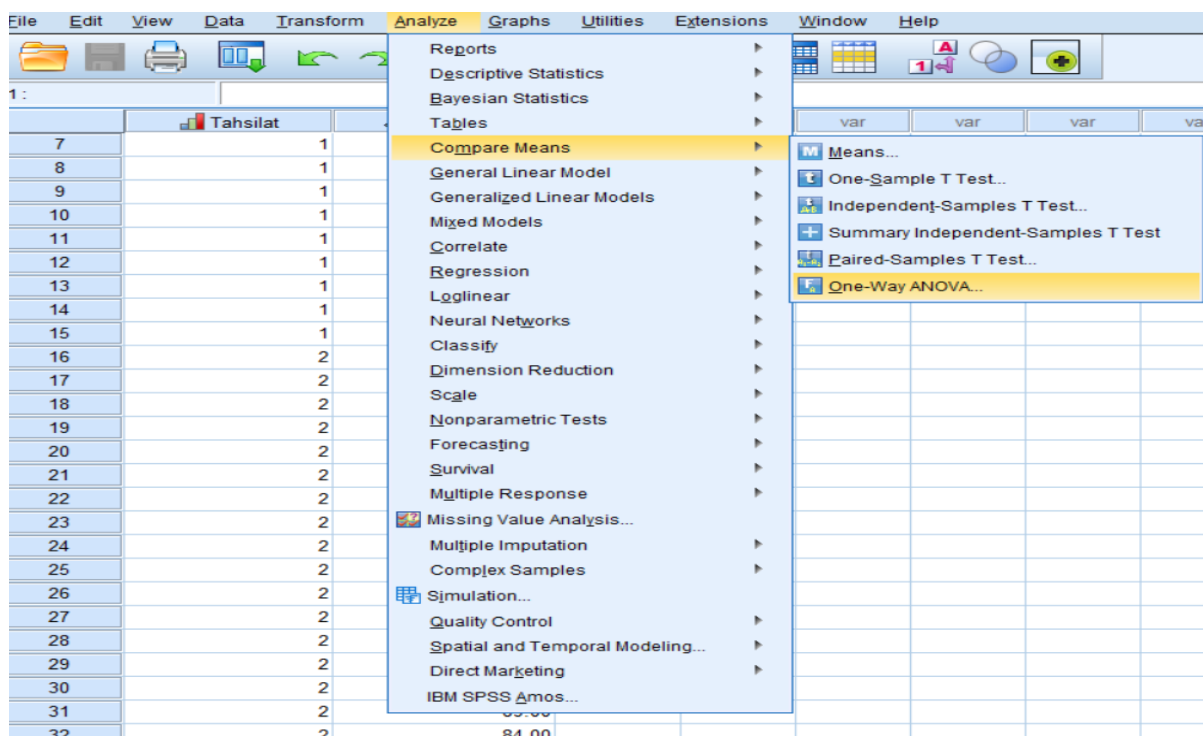 File Edit View Data Transform Analyze Graphs Utilities Extensions Window Help
1 :
Tahsilat var var var va
7 1
8 1
9 1
10 1
11 1
12 1
13 1
14 1
15 1
16 2
17 2
18 2
19 2
20 2
21 2
22 2
23 2
24 2
25 2
26 2
27 2
28 2
29 2
30 2
31 2
32 2 84.00
Reports
Descriptive Statistics
Bayesian Statistics
Tables
Compare Means
General Linear Model
Generalized Linear Models
Mixed Models
Correlate
Regression
Loglinear
Neural Networks
Classify
Dimension Reduction
Scale
Nonparametric Tests
Forecasting
Survival
Multiple Response
Missing Value Analysis...
Multiple Imputation
Complex Samples
Simulation...
Quality Control
Spatial and Temporal Modeling...
Direct Marketing
IBM SPSS Amos...
Means...
One-Sample T Test...
Independent-Samples T Test...
Summary Independent-Samples T Test
Paired-Samples T Test...
One-Way ANOVA...